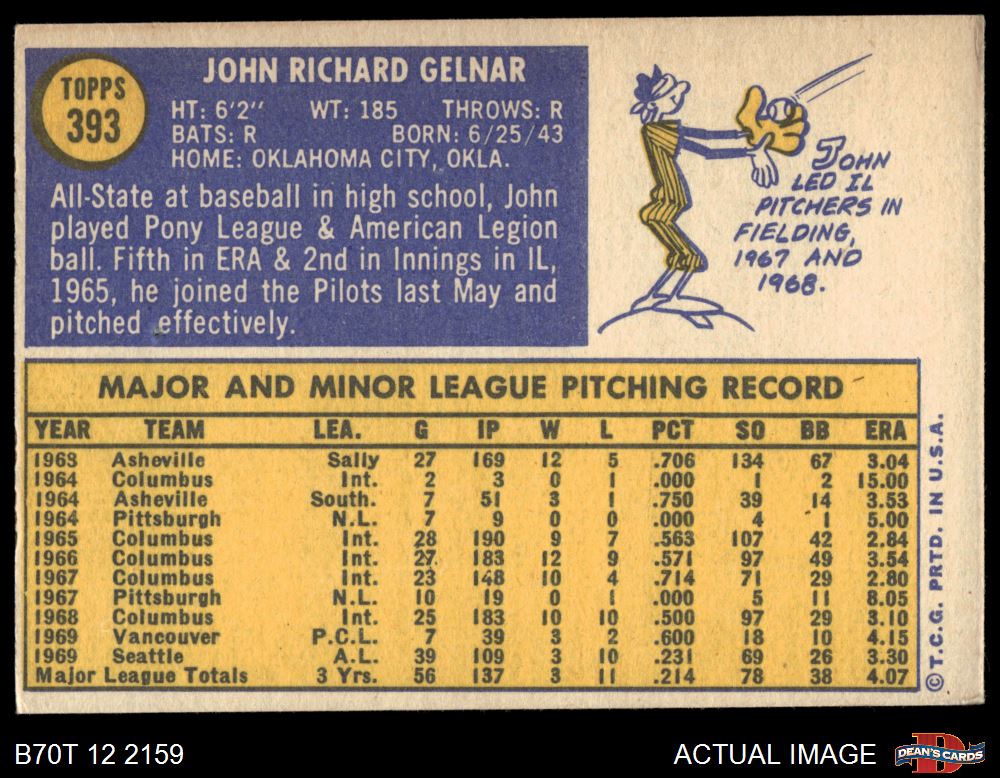 TOPPS
393
JOHN RICHARD GELNAR
HT: 6'2" WT: 185 THROWS: R
BATS: R BORN: 6/25/43
HOME: OKLAHOMA CITY, OKLA.
All-State at baseball in high school, John
played Pony League & American Legion
ball. Fifth in ERA & 2nd in Innings in IL,
1965, he joined the Pilots last May and
pitched effectively.
JOHN
LED IL
PITCHERS IN
FIELDING,
1967 AND
1968.
MAJOR AND MINOR LEAGUE PITCHING RECORD
YEAR TEAM LEA. G IP W L PCT SO BB ERA
1963 Asheville Sally 27 169 12 5 .706 134 67 3.04
1964 Columbus Int. 2 3 0 1 .000 1 2 15.00
1964 Asheville South. 7 51 3 1 .750 39 14 3.53
1964 Pittsburgh N.L. 7 9 0 0 .000 4 1 5.00
1965 Columbus Int. 28 190 9 7 .563 107 42 2.84
1966 Columbus Int. 27 183 12 9 .571 97 49 3.54
1967 Columbus Int. 23 148 10 4 .714 71 29 2.80
1967 Pittsburgh N.L. 10 19 0 1 .000 5 11 8.05
1968 Columbus Int. 25 183 10 10 .500 97 29 3.10
1969 Vancouver P.C.L. 7 39 3 2 .600 18 10 4.15
1969 Seattle A.L. 39 109 3 10 .231 69 26 3.30
Major League Totals 3 Yrs. 56 137 3 11 .214 78 38 4.07
©T.C.G. PRTD. IN U.S.A.
B70T 12 2159
ACTUAL IMAGE
DEAN'S CARDS